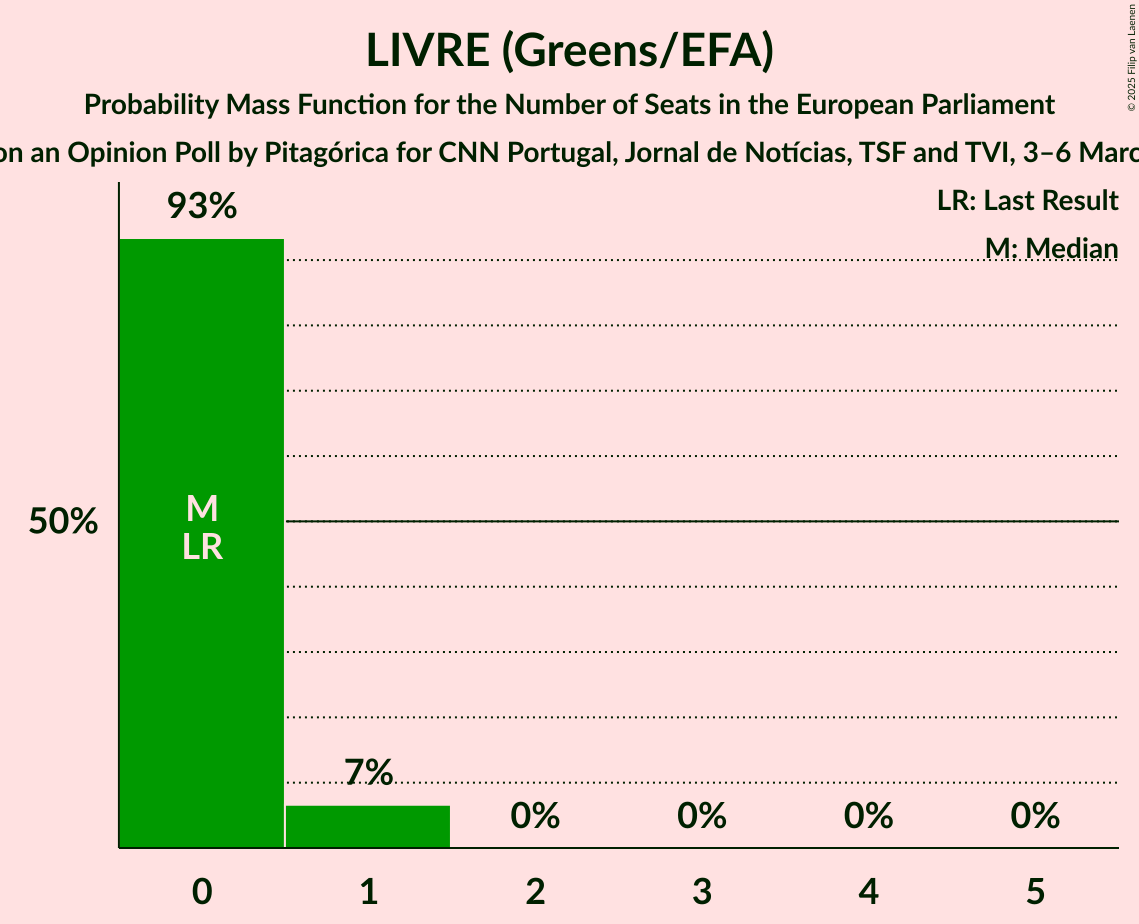 LIVRE (Greens/EFA)
Probability Mass Function for the Number of Seats in the European Parliament
on an Opinion Poll by Pitagórica for CNN Portugal, Jornal de Notícias, TSF and TVI, 3–6
© 2025 Filip van Laenen
LR: Last Result
M: Median
93%
50%
M
LR
7%
0% 0% 0% 0%
0 1 2 3 4 5